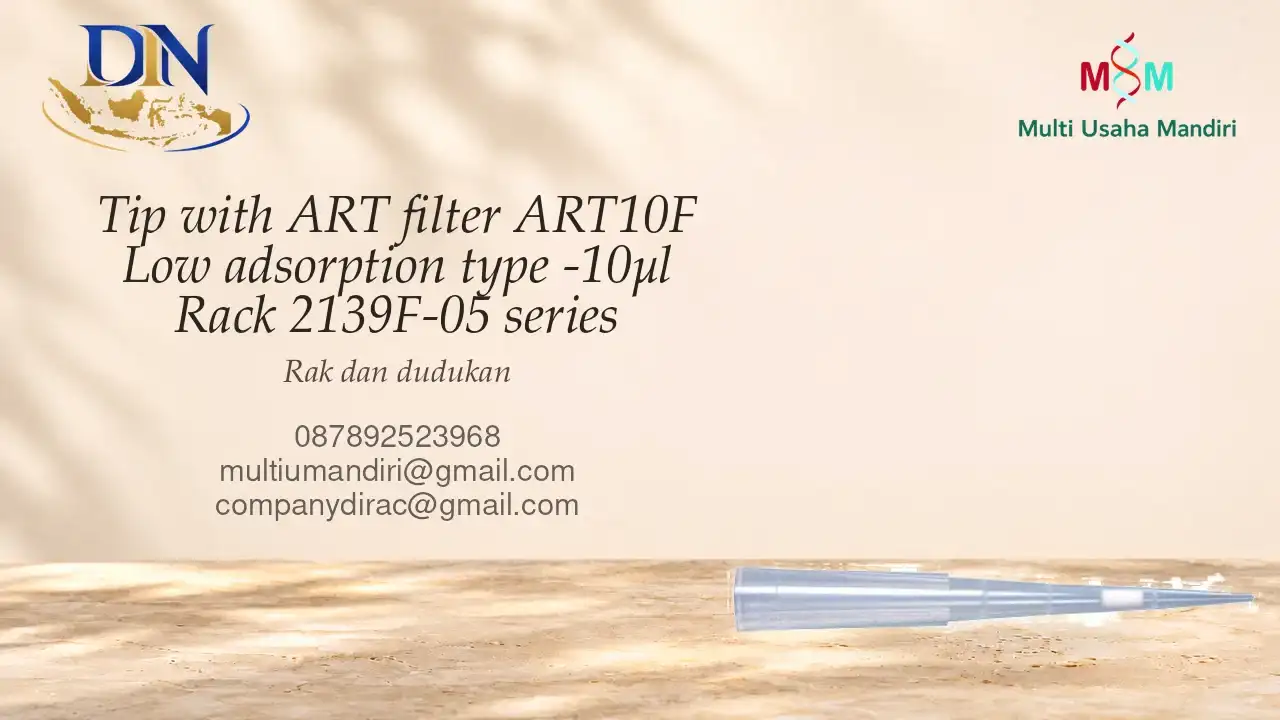 DIN
MSM
Multi Usaha Mandiri
Tip with ART filter ART10F
Low adsorption type -10µl
Rack 2139F-05 series
Rak dan dudukan
087892523968
multiumandiri@gmail.com
companydirac@gmail.com